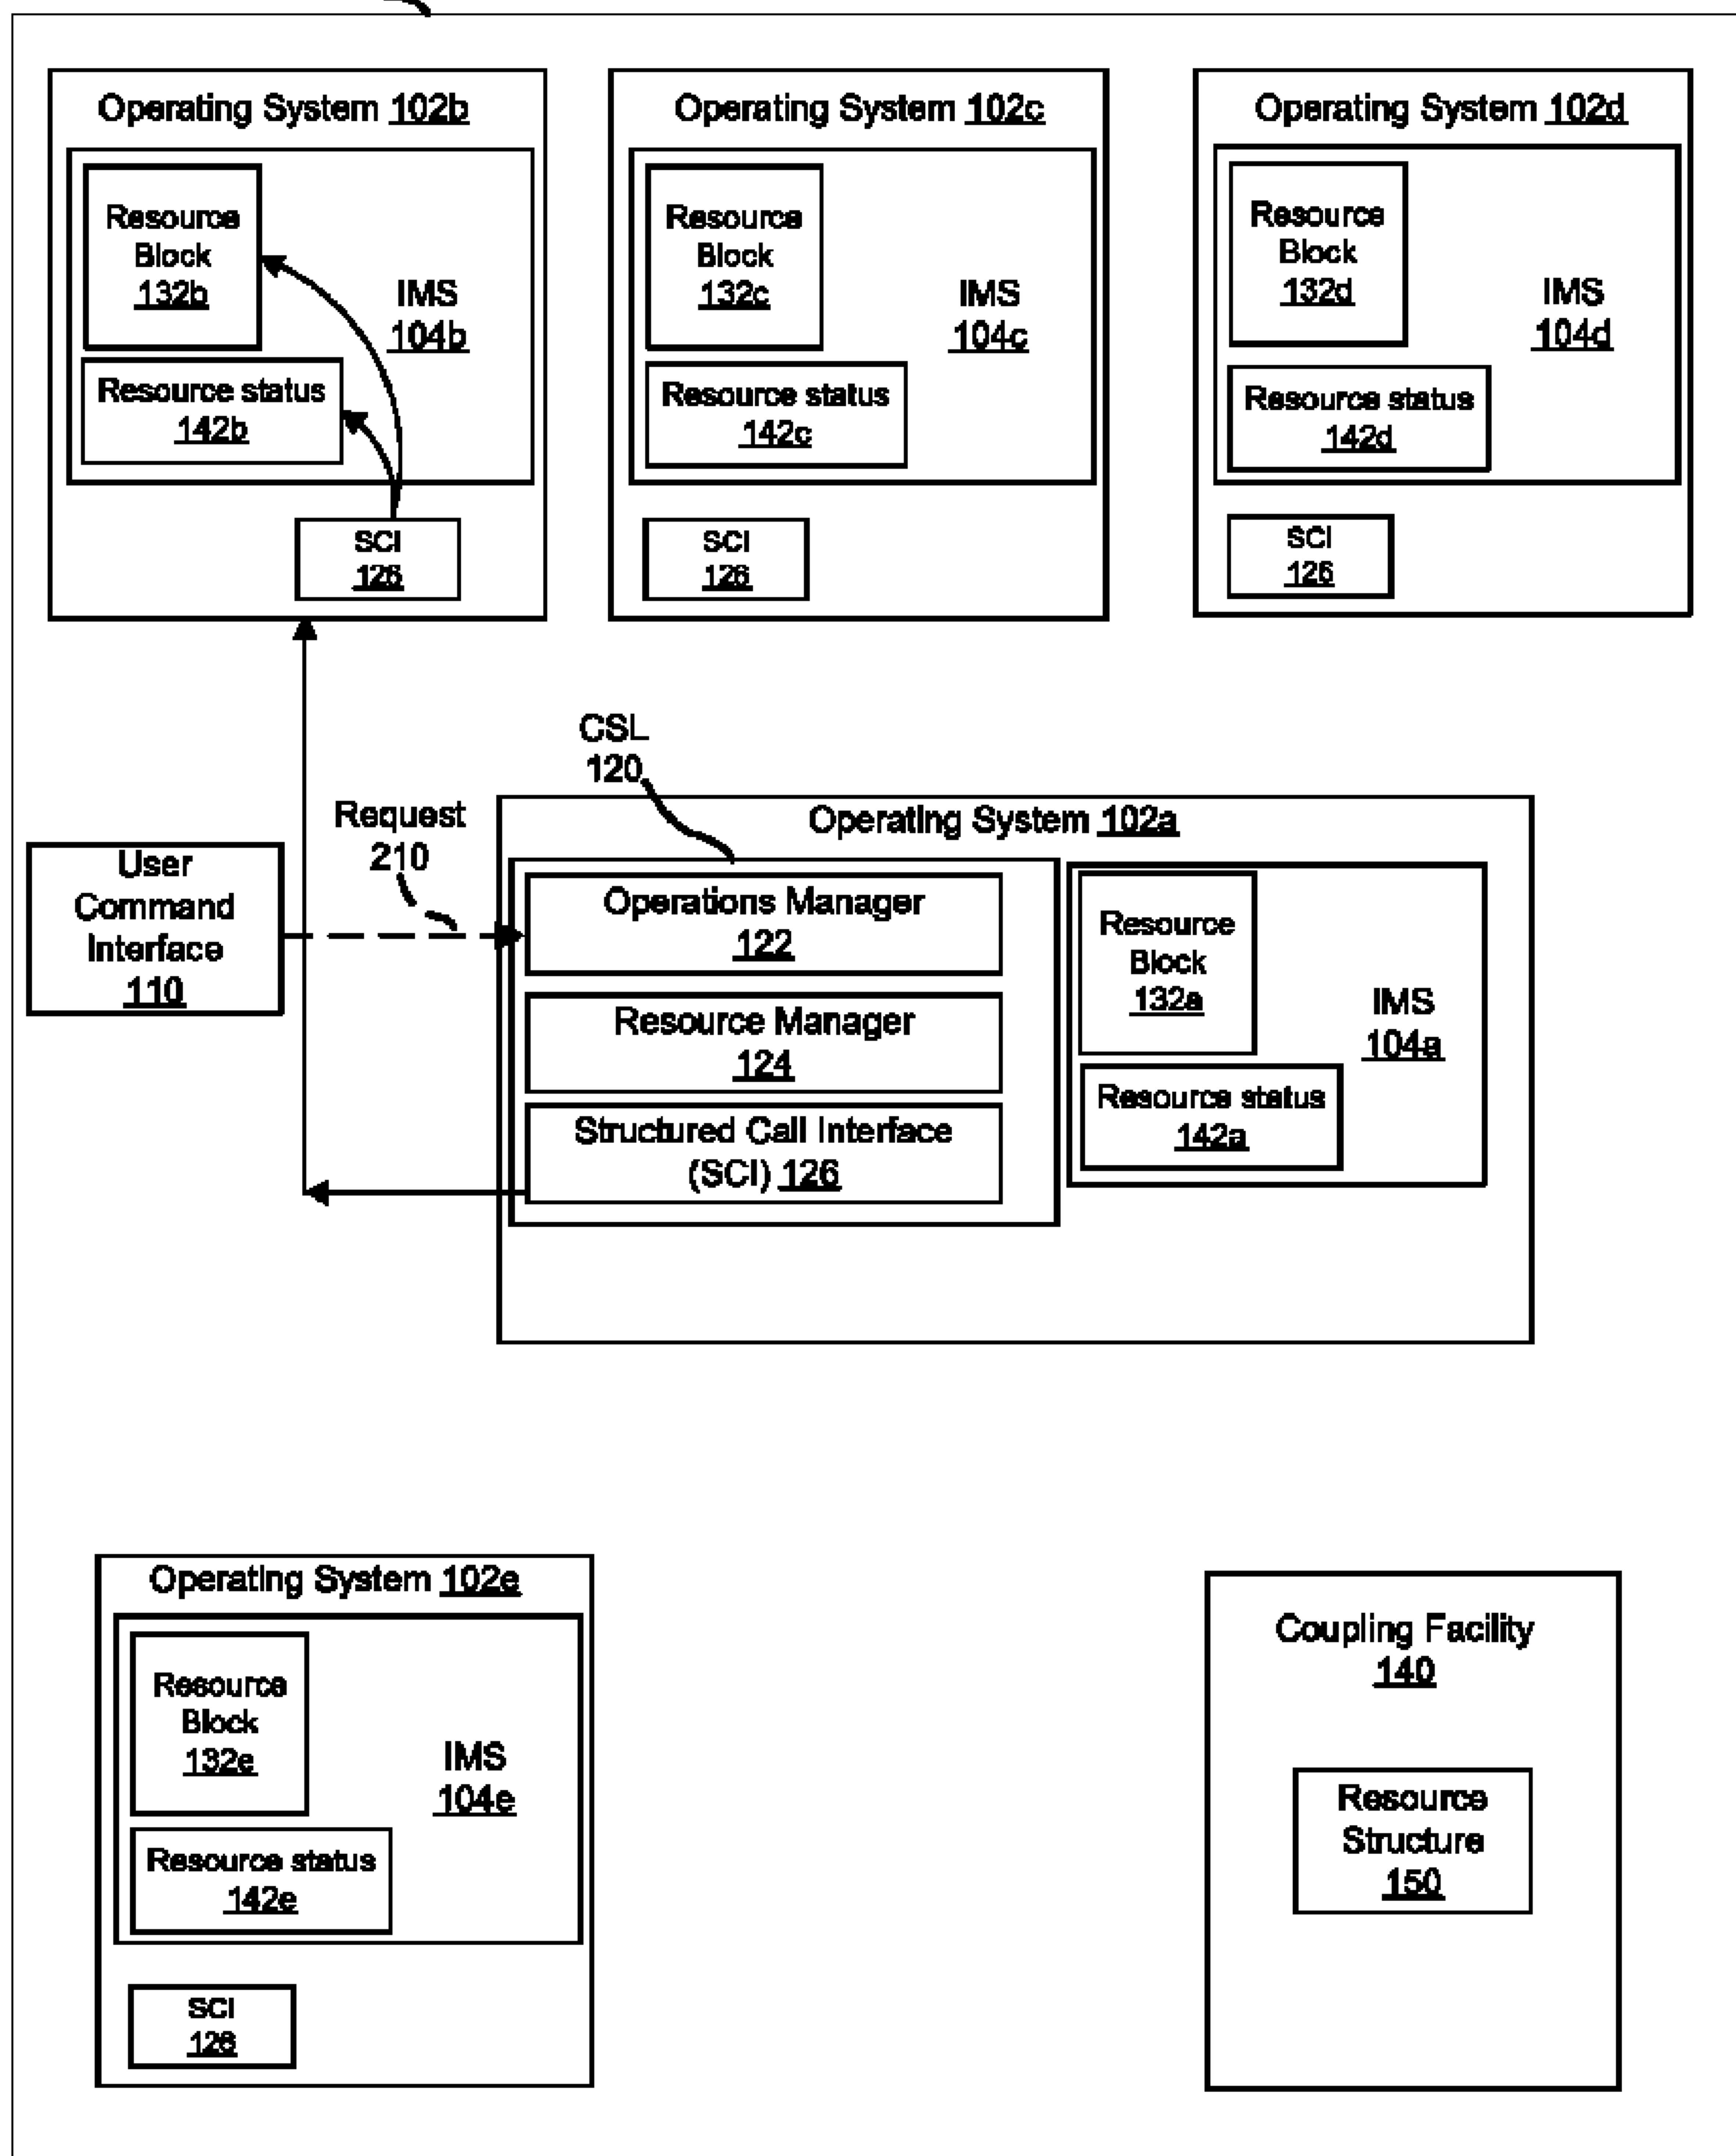 Operating System 102b
Resource
Block
132b
IMS
104b
Resource status
142b
SCI
126
Operating System 102c
Resource
Block
132c
IMS
104c
Resource status
142c
SCI
126
Operating System 102d
Resource
Block
132d
IMS
104d
Resource status
142d
SCI
126
CSL
120
Request
210
User
Command
Interface
110
Operating System 102a
Operations Manager
122
Resource Manager
124
Structured Call Interface
(SCI) 126
Resource
Block
132a
IMS
104a
Resource status
142a
Operating System 102e
Resource
Block
132e
IMS
104e
Resource status
142e
SCI
126
Coupling Facility
140
Resource
Structure
150